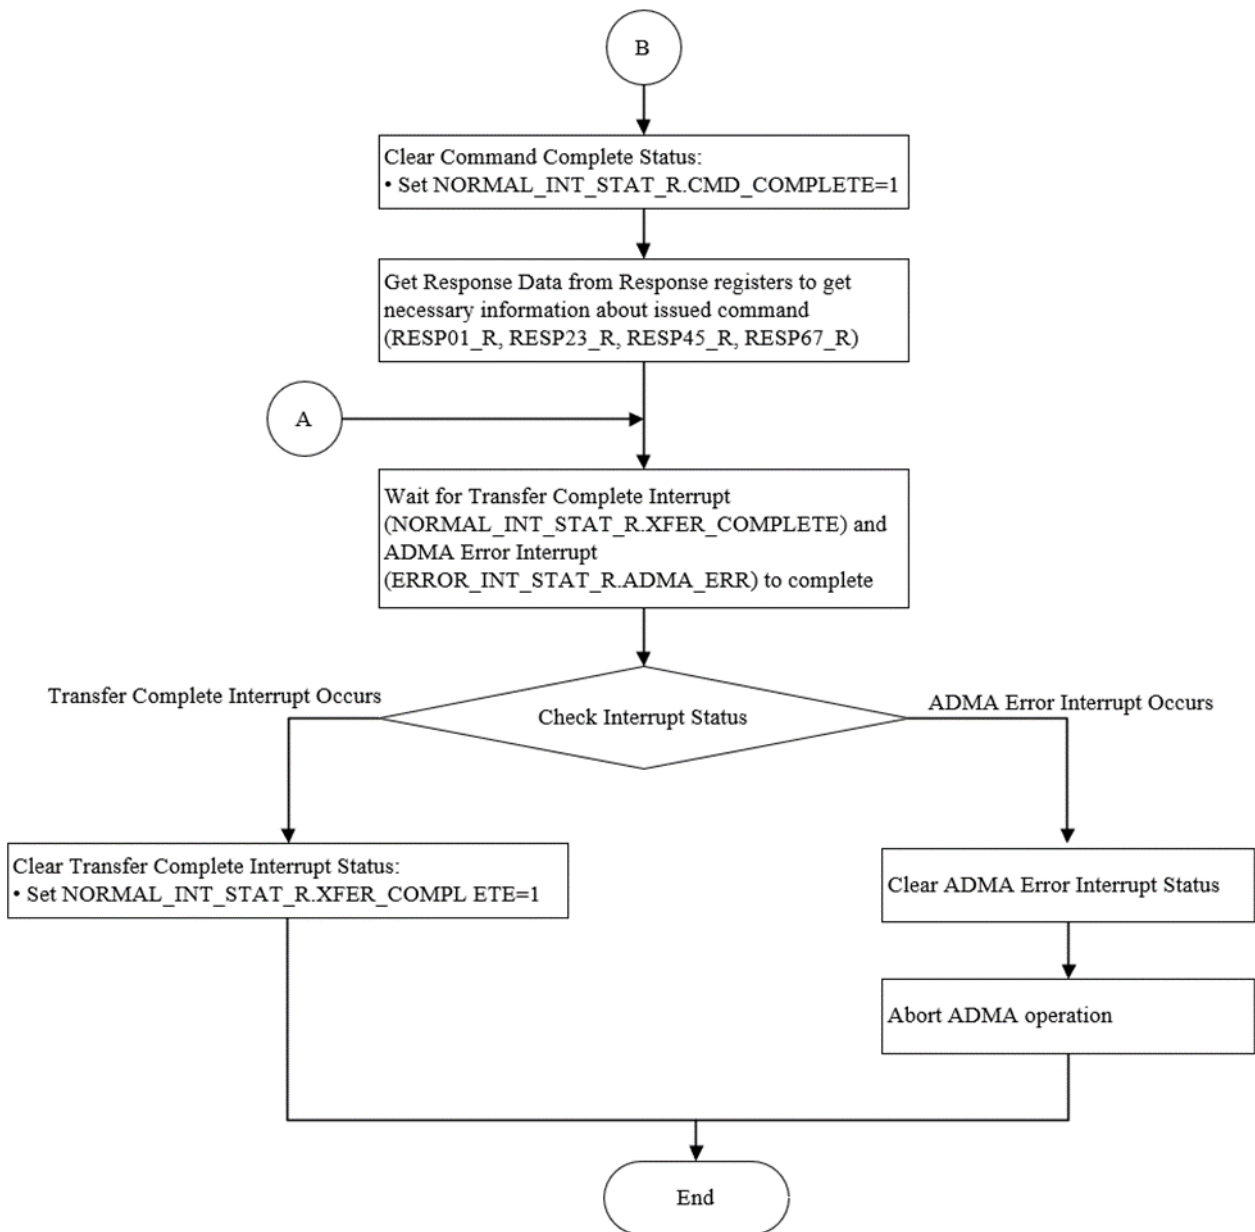 B
Clear Command Complete Status:
• Set NORMAL_INT_STAT_R.CMD_COMPLETE=1
Get Response Data from Response registers to get
necessary information about issued command
(RESP01_R, RESP23_R, RESP45_R, RESP67_R)
A
Wait for Transfer Complete Interrupt
(NORMAL_INT_STAT_R.XFER_COMPLETE) and
ADMA Error Interrupt
(ERROR_INT_STAT_R.ADMA_ERR) to complete
Transfer Complete Interrupt Occurs
Check Interrupt Status
ADMA Error Interrupt Occurs
Clear Transfer Complete Interrupt Status:
• Set NORMAL_INT_STAT_R.XFER_COMPL ETE=1
Clear ADMA Error Interrupt Status
Abort ADMA operation
End